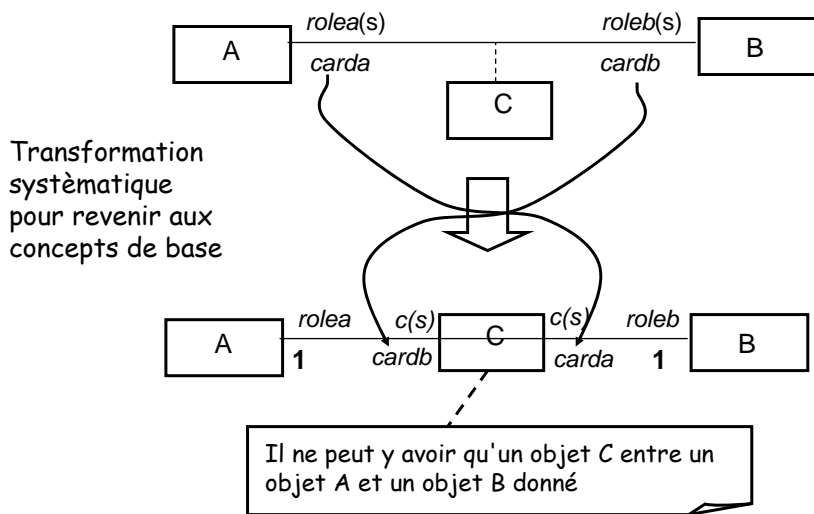 rolea(s) roleb(s)
A B
carda cardb
C
Transformation
systèmatique
pour revenir aux
concepts de base
rolea c(s) c(s) roleb
A C B
1 cardb carda 1
Il ne peut y avoir qu'un objet C entre un
objet A et un objet B donné